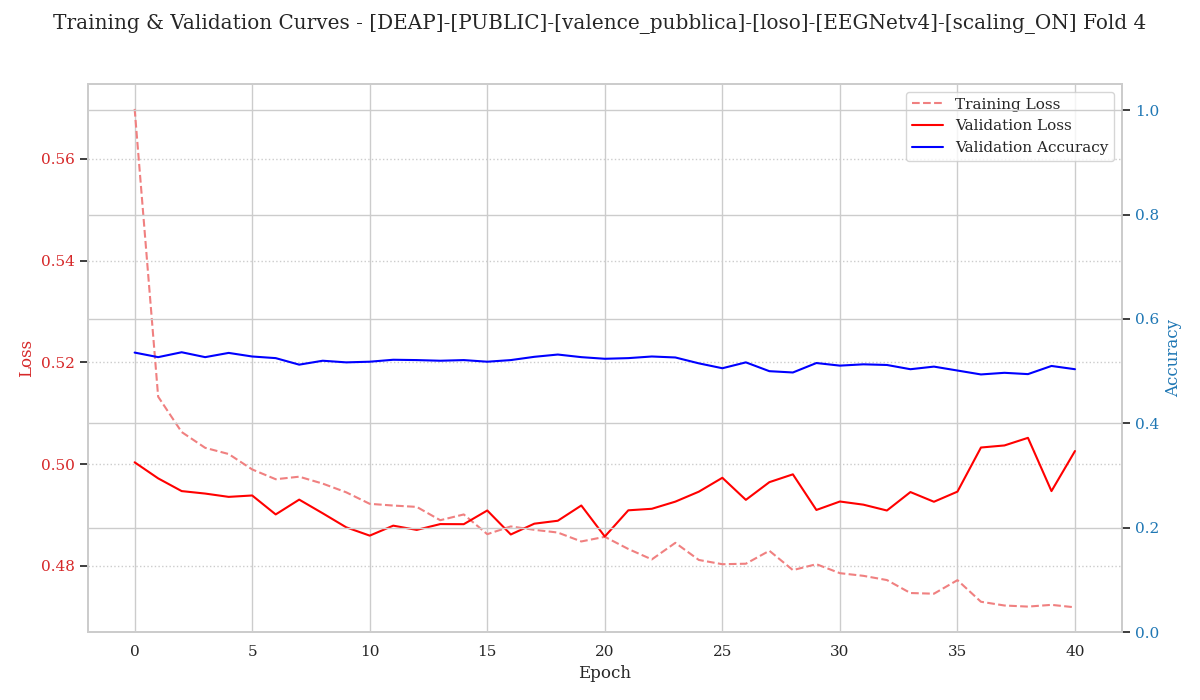 Training & Validation Curves - [DEAP]-[PUBLIC]-[valence_pubblica]-[loso]-[EEGNetv4]-[scaling_ON] Fold 4
Training Loss
Validation Loss
Validation Accuracy
Loss
0.56
0.54
0.52
0.50
0.48
1.0
0.8
0.6
0.4
0.2
0.0
Accuracy
0 5 10 15 20 25 30 35 40
Epoch